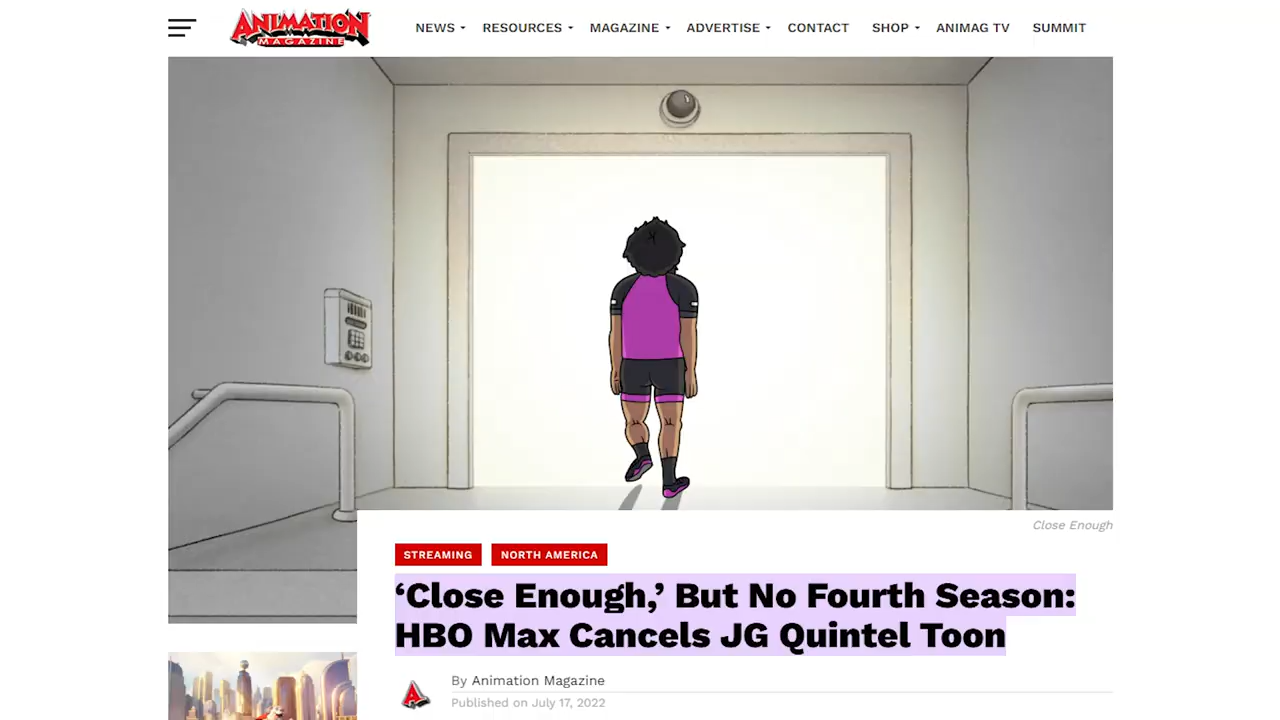 ANIMATION
MAGAZINE
NEWS RESOURCES MAGAZINE ADVERTISE CONTACT SHOP ANIMAG TV SUMMIT
Close Enough
STREAMING NORTH AMERICA
‘Close Enough,’ But No Fourth Season:
HBO Max Cancels JG Quintel Toon
By Animation Magazine
Published on July 17, 2022